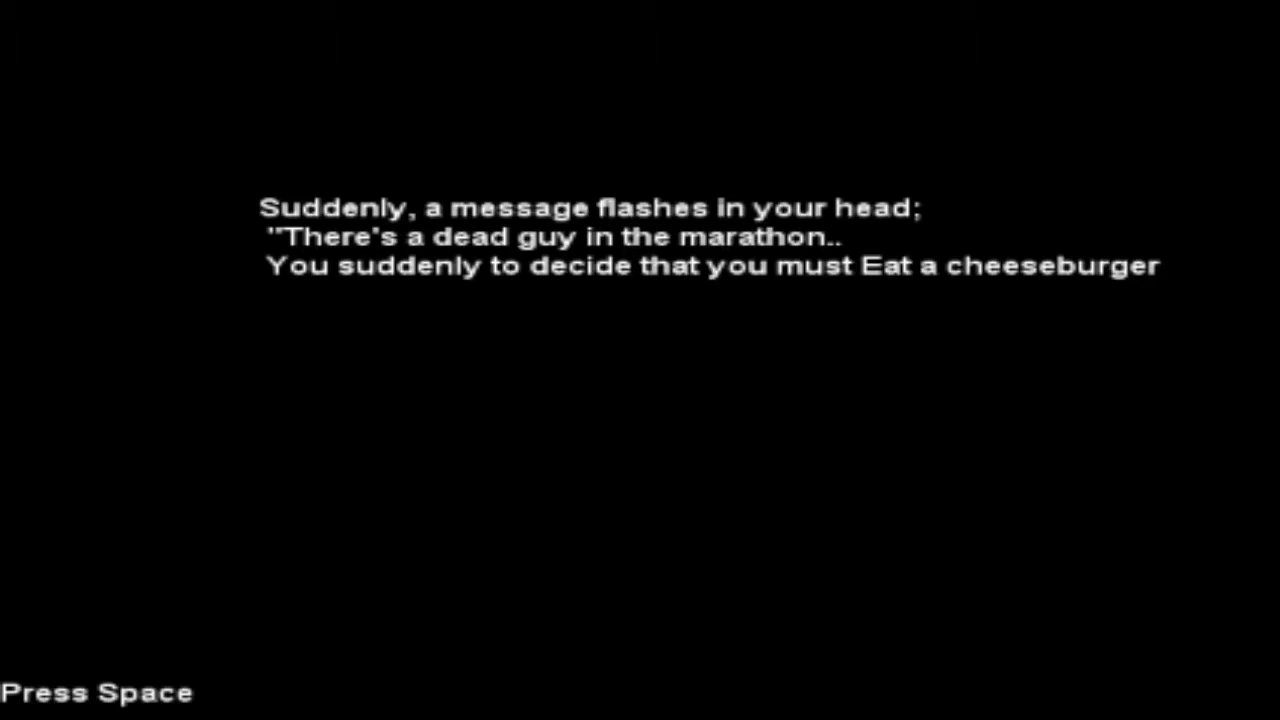 Suddenly, a message flashes in your head;
"There's a dead guy in the marathon..
You suddenly to decide that you must Eat a cheeseburger
Press Space